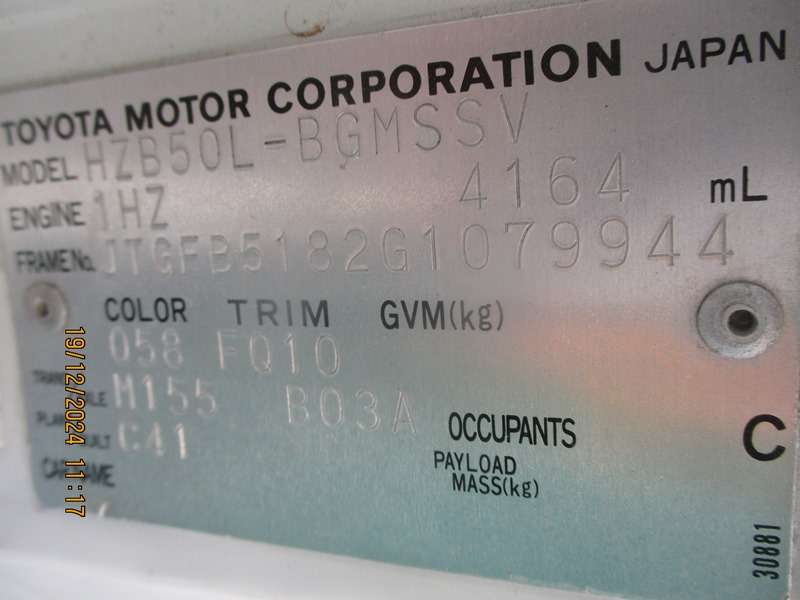 TOYOTA MOTOR CORPORATION JAPAN
MODEL HZB50L-BGMSSV
ENGINE 1HZ 4164 mL
FRAME No. JTGFB5182G1079944
COLOR TRIM GVM(kg)
058 FQ10
M155 B03A
C41 OCCUPANTS C
PAYLOAD
MASS(kg)
30881
19/12/2024 11:17